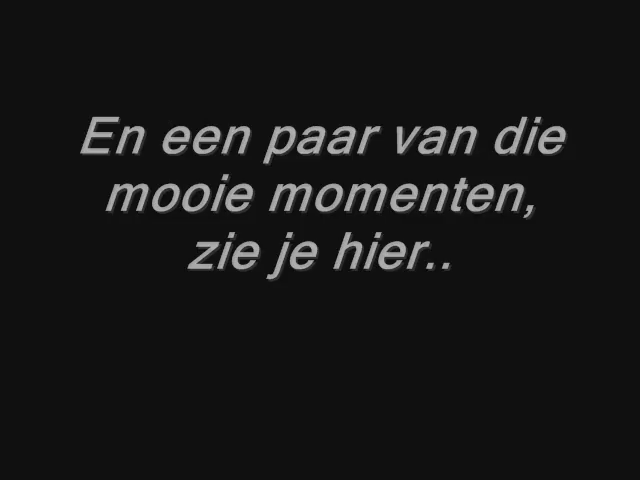 En een paar van die
mooie momenten,
zie je hier..